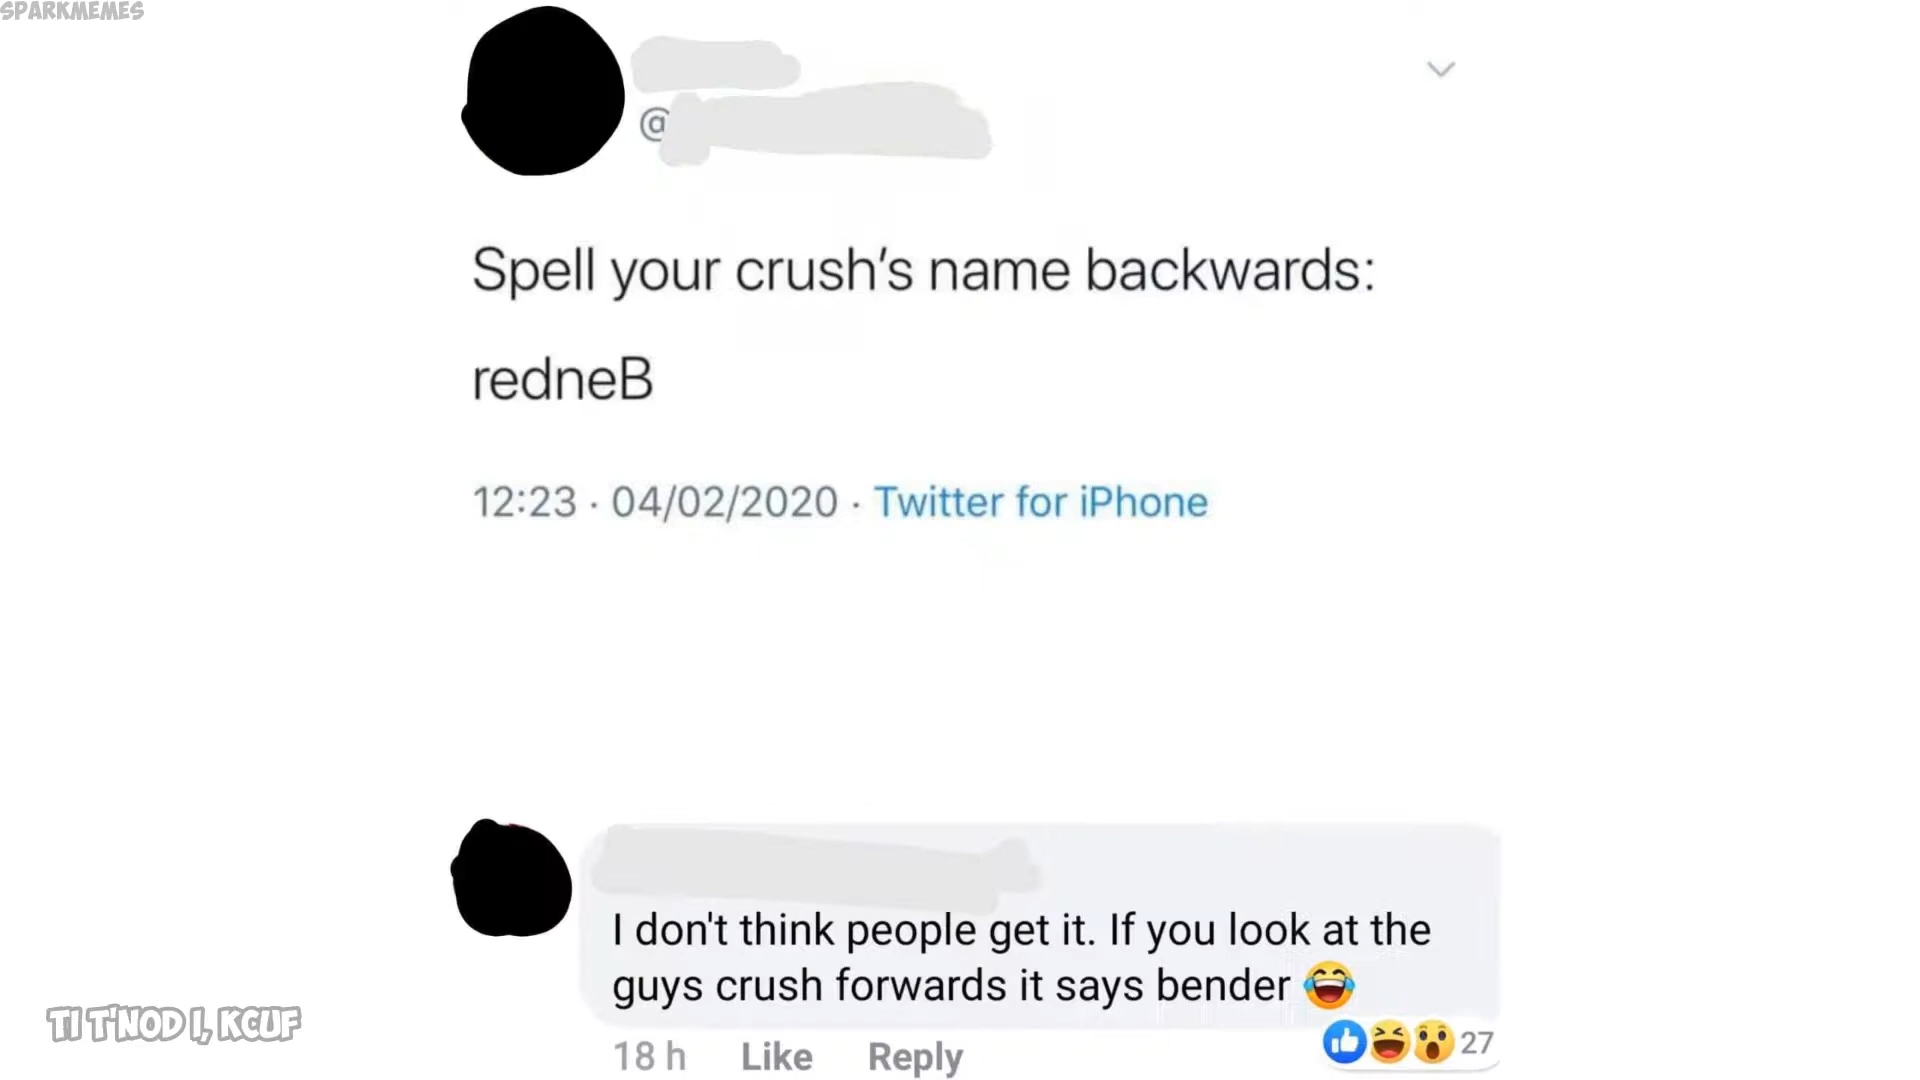 SPARKMEMES
@
Spell your crush's name backwards:
redneB
12:23 · 04/02/2020 · Twitter for iPhone
I don't think people get it. If you look at the
guys crush forwards it says bender 😂
TI T'NOD I, KCUF
18 h Like Reply 27